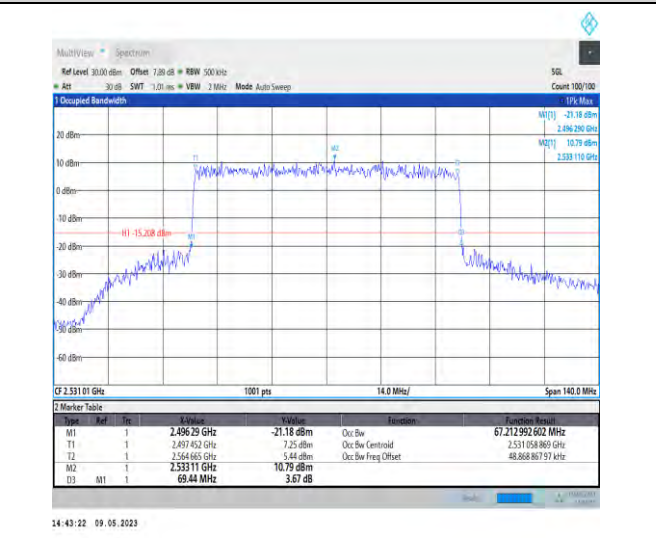 MultiView Spectrum
Ref Level 30.00 dBm Offset 7.89 dB RBW 500 kHz SGL
Att 30 dB SWT 1.01 ms VBW 2 MHz Mode Auto Sweep Count 100/100
1 Occupied Bandwidth 1Pk Max
M1[1] -21.18 dBm
2.496 290 GHz
M2[1] 10.79 dBm
2.533 110 GHz
20 dBm
M2
T1
10 dBm
0 dBm
-10 dBm
H1 -15.208 dBm
M1
-20 dBm
-30 dBm
-40 dBm
-50 dBm
-60 dBm
CF 2.53101 GHz 1001 pts 14.0 MHz/ Span 140.0 MHz
2 Marker Table
Type Ref Trc X-Value Y-Value Function Function Result
M1 1 2.49629 GHz -21.18 dBm Occ Bw 67.212 992 602 MHz
T1 1 2.497 452 GHz 7.25 dBm Occ Bw Centroid 2.531 058 869 GHz
T2 1 2.564 665 GHz 5.44 dBm Occ Bw Freq Offset 48.868 867 97 kHz
M2 1 2.53311 GHz 10.79 dBm
D3 M1 1 69.44 MHz 3.67 dB
14:43:22 09.05.2023